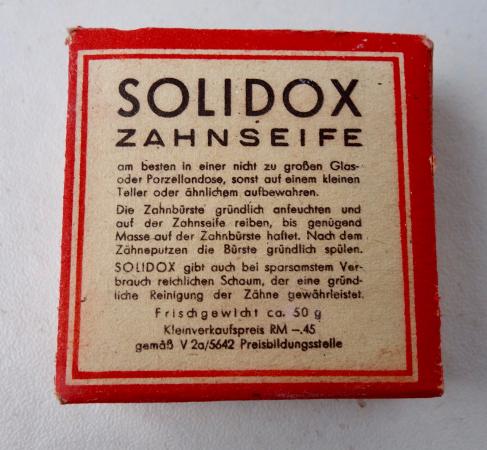 SOLIDOX
ZAHNSEIFE
am besten in einer nicht zu großen Glas-
oder Porzellandose, sonst auf einem kleinen
Teller oder ähnlichem aufbewahren.
Die Zahnbürste gründlich anfeuchten und
auf der Zahnseife reiben, bis genügend
Masse auf der Zahnbürste haftet. Nach dem
Zähneputzen die Bürste gründlich spülen.
SOLIDOX gibt auch bei sparsamstem Ver-
brauch reichlichen Schaum, der eine gründ-
liche Reinigung der Zähne gewährleistet.
Frischgewicht ca. 50 g
Kleinverkaufspreis RM –.45
gemäß V 2a/5642 Preisbildungsstelle